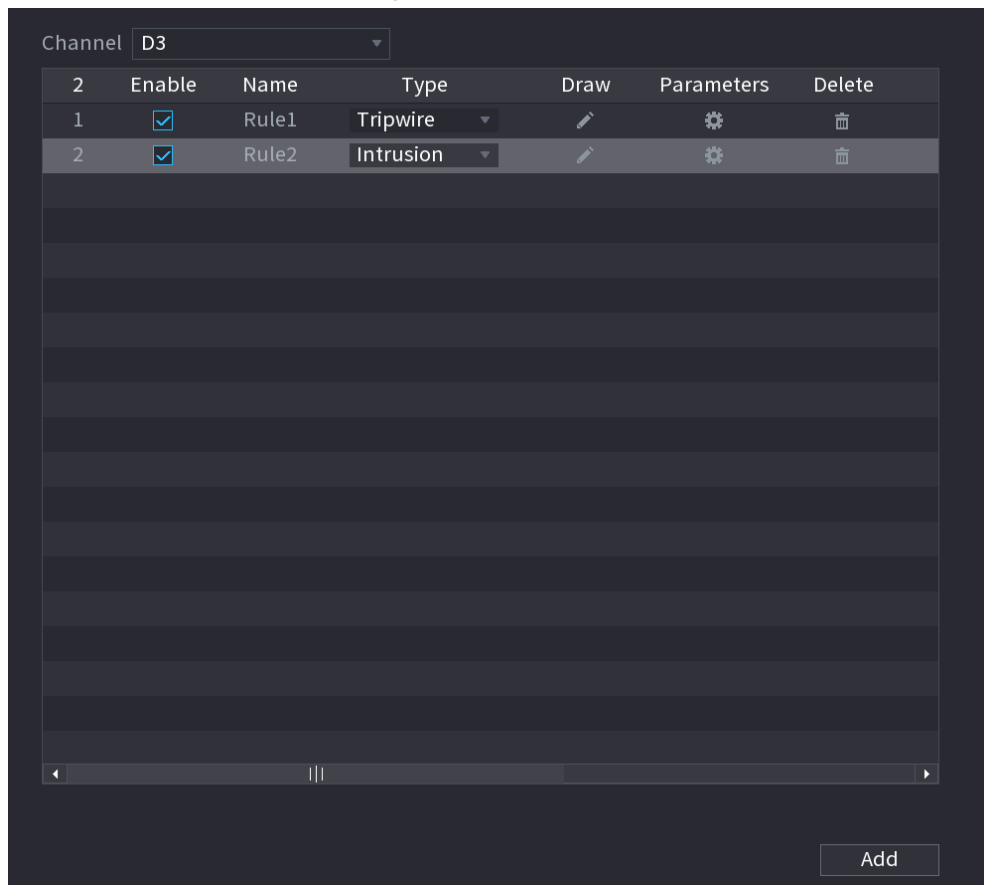 Channel D3
2 Enable Name Type Draw Parameters Delete
1 Rule1 Tripwire
2 Rule2 Intrusion
Add